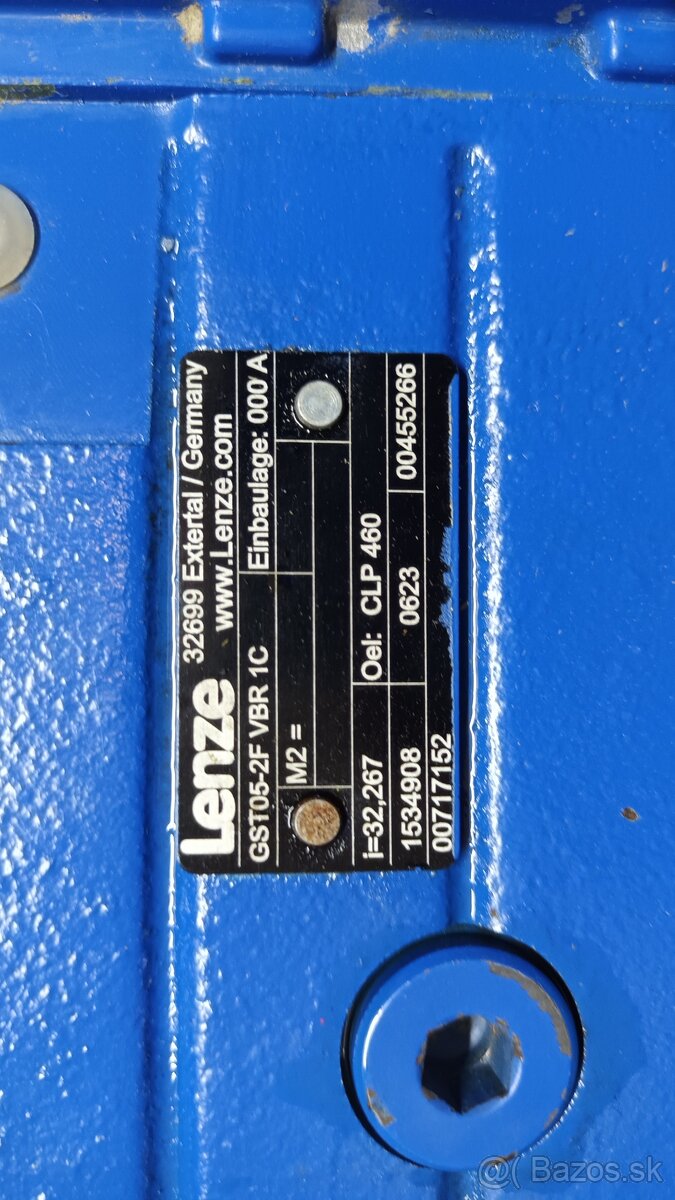 Lenze 32699 Extertal / Germany
www.Lenze.com
GST05-2F VBR 1C Einbaulage: 000/A
M2 =
i=32,267 Oel: CLP 460
1534908 0623 00455266
00717152
@ Bazos.sk